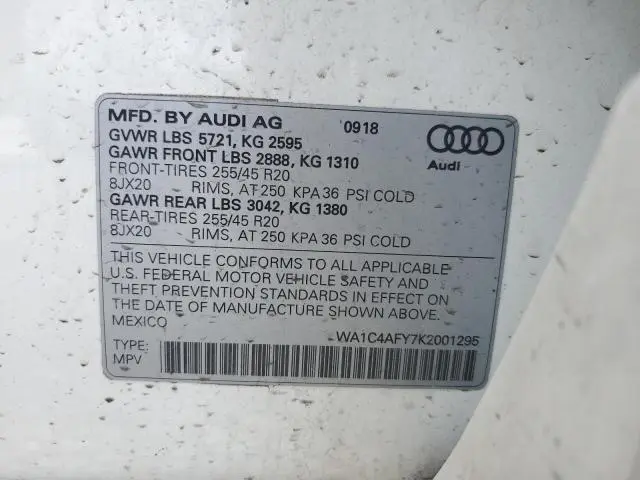 MFD. BY AUDI AG 0918
GVWR LBS 5721, KG 2595
GAWR FRONT LBS 2888, KG 1310
FRONT-TIRES 255/45 R20
8JX20 RIMS, AT 250 KPA 36 PSI COLD
GAWR REAR LBS 3042, KG 1380
REAR-TIRES 255/45 R20
8JX20 RIMS, AT 250 KPA 36 PSI COLD
Audi
THIS VEHICLE CONFORMS TO ALL APPLICABLE
U.S. FEDERAL MOTOR VEHICLE SAFETY AND
THEFT PREVENTION STANDARDS IN EFFECT ON
THE DATE OF MANUFACTURE SHOWN ABOVE.
MEXICO
WA1C4AFY7K2001295
TYPE:
MPV